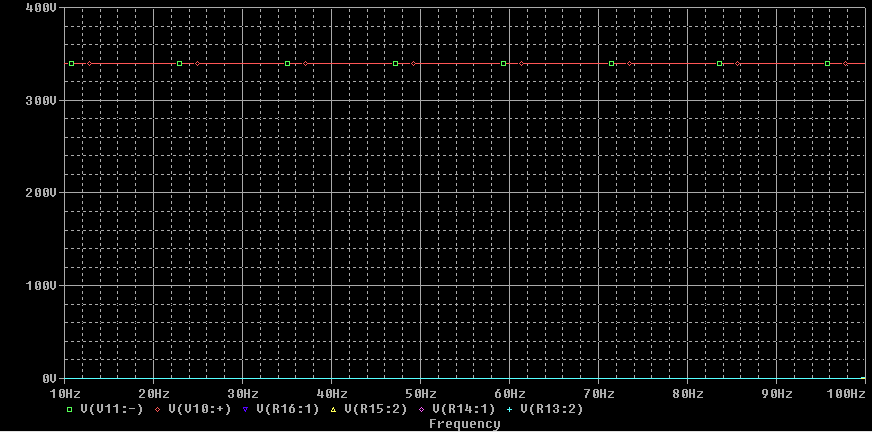 400V
300V
200V
100V
0V
10Hz 20Hz 30Hz 40Hz 50Hz 60Hz 70Hz 80Hz 90Hz 100Hz
V(V11:-) V(V10:+) V(R16:1) V(R15:2) V(R14:1) V(R13:2)
Frequency